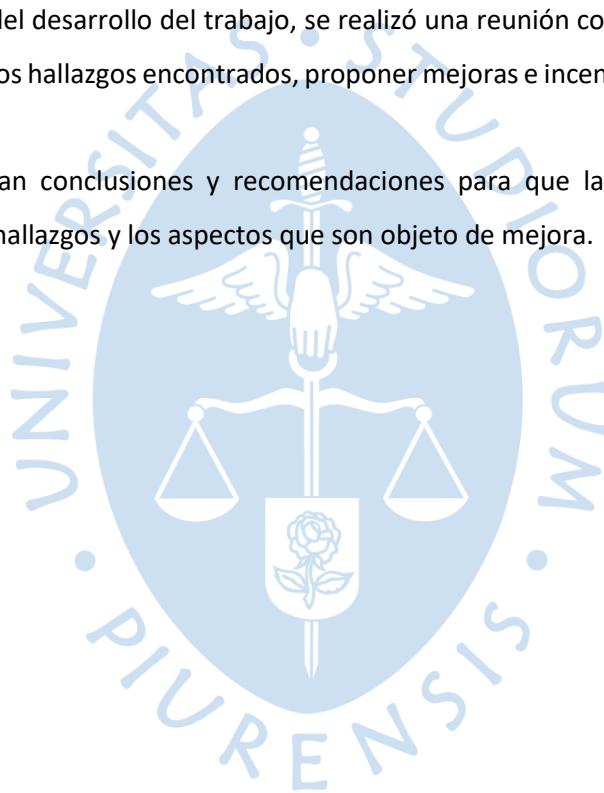 del desarrollo del trabajo, se realizó una reunión co
os hallazgos encontrados, proponer mejoras e incen
an conclusiones y recomendaciones para que la
hallazgos y los aspectos que son objeto de mejora.
UNIVERSITAS • STUDIORUM • PIURENSIS